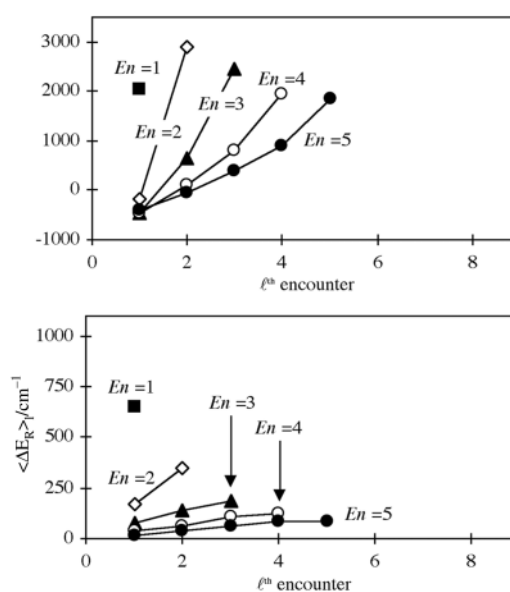 3000
2000
1000
0
-1000
En =1
En =2
En =3
En =4
En =5
0 2 4 6 8
ℓᵗʰ encounter
<ΔE_R>_l/cm⁻¹
1000
750
500
250
0
En =1
En =2
En =3
En =4
En =5
0 2 4 6 8
ℓᵗʰ encounter